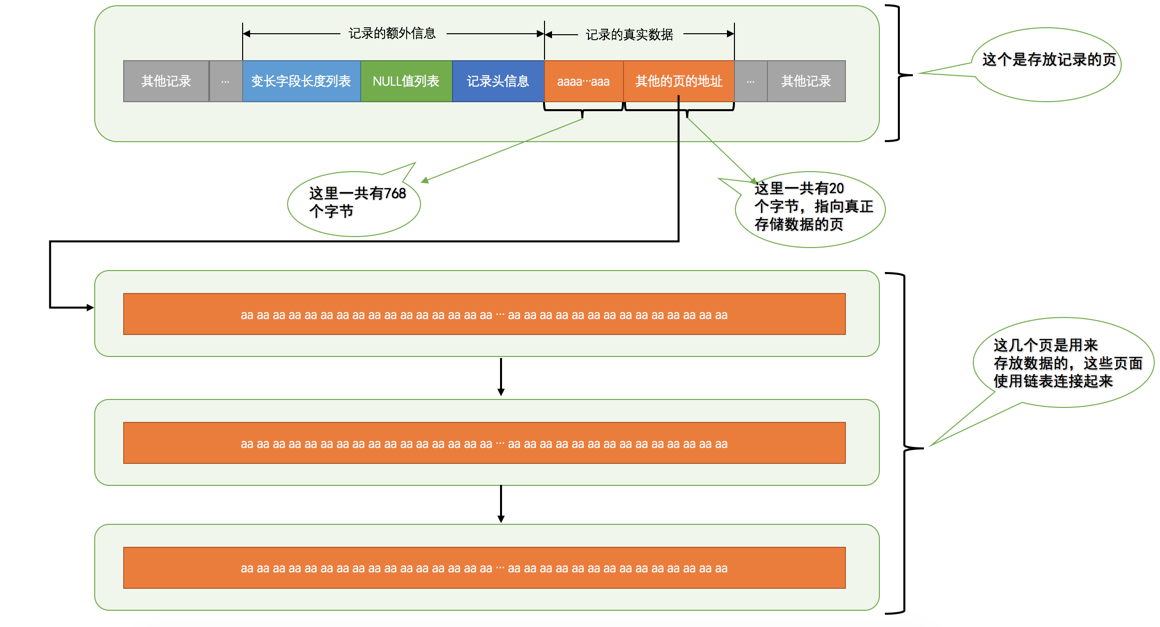 记录的额外信息
记录的真实数据
这个是存放记录的页
其他记录
...
变长字段长度列表
NULL值列表
记录头信息
aaaa···aaa
其他的页的地址
...
其他记录
这里一共有768
个字节
这里一共有20
个字节，指向真正
存储数据的页
aa aa aa aa aa aa aa aa aa aa aa aa aa aa aa aa ··· aa aa aa aa aa aa aa aa aa aa aa aa aa aa
这几个页是用来
存放数据的，这些页面
使用链表连接起来
aa aa aa aa aa aa aa aa aa aa aa aa aa aa aa aa ··· aa aa aa aa aa aa aa aa aa aa aa aa aa aa
aa aa aa aa aa aa aa aa aa aa aa aa aa aa aa aa ··· aa aa aa aa aa aa aa aa aa aa aa aa aa aa